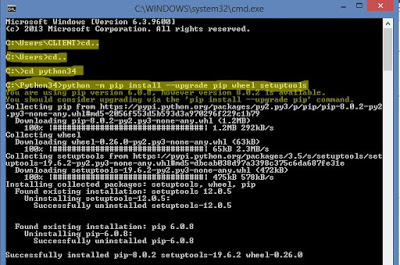 C:\Windows\system32\cmd.exe
Microsoft Windows [Version 6.3.9600]
(c) 2013 Microsoft Corporation. All rights reserved.
C:\Users\CLIENT>cd..
C:\Users>cd..
C:\>cd python34
C:\Python34>python -m pip install --upgrade pip wheel setuptools
You are using pip version 6.0.8, however version 8.0.2 is available.
You should consider upgrading via the 'pip install --upgrade pip' command.
Collecting pip from https://pypi.python.org/packages/py2.py3/p/pip/pip-8.0.2-py2
.py3-none-any.whl#md5=
Downloading pip-8.0.2-py2.py3-none-any.whl (1.2MB)
100% 1.2MB 292kB/s
Collecting wheel
Downloading wheel-0.26.0-py2.py3-none-any.whl (63kB)
100% 65kB 2.3MB/s
Collecting setuptools from https://pypi.python.org/packages/3.5/s/setuptools/set
uptools-19.6.2-py2.py3-none-any.whl#md5=
Downloading setuptools-19.6.2-py2.py3-none-any.whl (472kB)
100% 475kB 578kB/s
Installing collected packages: setuptools, wheel, pip
Found existing installation: setuptools 12.0.5
Uninstalling setuptools-12.0.5:
Successfully uninstalled setuptools-12.0.5
Found existing installation: pip 6.0.8
Uninstalling pip-6.0.8:
Successfully uninstalled pip-6.0.8
Successfully installed pip-8.0.2 setuptools-19.6.2 wheel-0.26.0